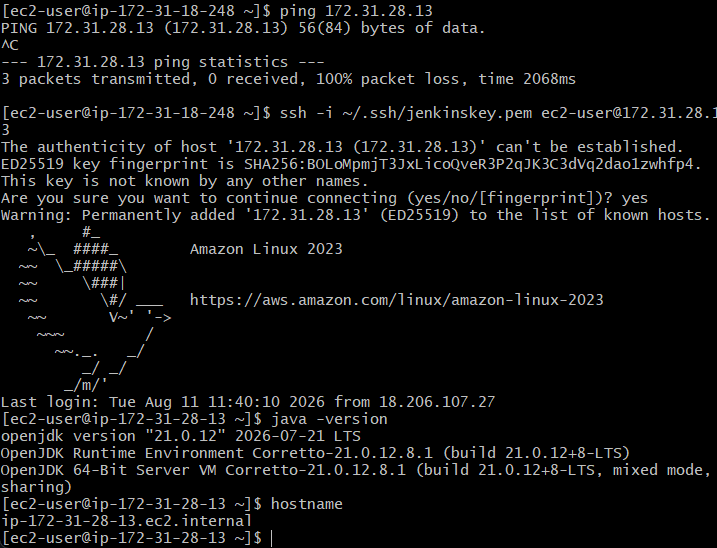 [ec2-user@ip-172-31-18-248 ~]$ ping 172.31.28.13
PING 172.31.28.13 (172.31.28.13) 56(84) bytes of data.
^C
--- 172.31.28.13 ping statistics ---
3 packets transmitted, 0 received, 100% packet loss, time 2068ms

[ec2-user@ip-172-31-18-248 ~]$ ssh -i ~/.ssh/jenkinskey.pem ec2-user@172.31.28.1
3
The authenticity of host '172.31.28.13 (172.31.28.13)' can't be established.
ED25519 key fingerprint is SHA256:BOLoMpmjT3JxLicoQveR3P2qJK3C3dVq2dao1zwhfp4.
This key is not known by any other names.
Are you sure you want to continue connecting (yes/no/[fingerprint])? yes
Warning: Permanently added '172.31.28.13' (ED25519) to the list of known hosts.
   ,     #_
   ~\_  ####_        Amazon Linux 2023
  ~~  \_#####\
  ~~     \###|
  ~~       \#/ ___   https://aws.amazon.com/linux/amazon-linux-2023
   ~~       V~' '->
    ~~~         /
      ~~._.   _/
         _/ _/
       _/m/'
Last login: Tue Aug 11 11:40:10 2026 from 18.206.107.27
[ec2-user@ip-172-31-28-13 ~]$ java -version
openjdk version "21.0.12" 2026-07-21 LTS
OpenJDK Runtime Environment Corretto-21.0.12.8.1 (build 21.0.12+8-LTS)
OpenJDK 64-Bit Server VM Corretto-21.0.12.8.1 (build 21.0.12+8-LTS, mixed mode,
sharing)
[ec2-user@ip-172-31-28-13 ~]$ hostname
ip-172-31-28-13.ec2.internal
[ec2-user@ip-172-31-28-13 ~]$